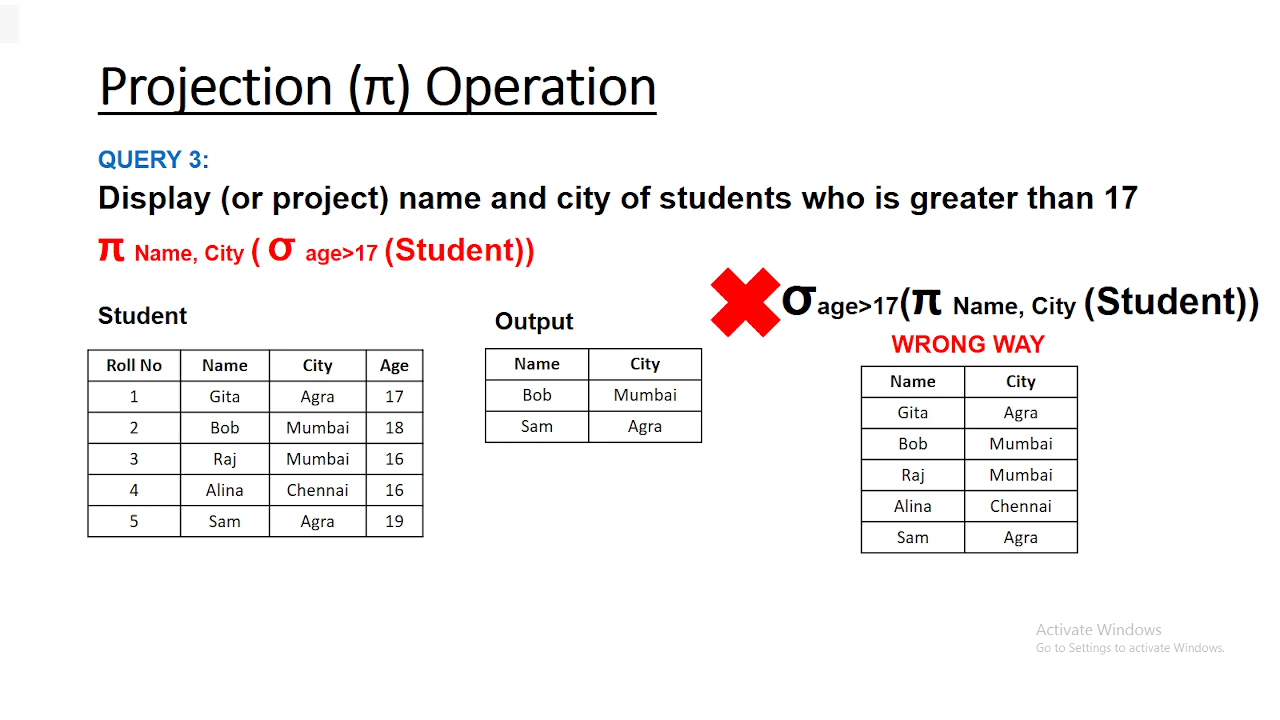 Projection (π) Operation
QUERY 3:
Display (or project) name and city of students who is greater than 17
π Name, City ( σ age>17 (Student))
σ age>17(π Name, City (Student))
WRONG WAY
Student
Roll No Name City Age
1 Gita Agra 17
2 Bob Mumbai 18
3 Raj Mumbai 16
4 Alina Chennai 16
5 Sam Agra 19
Output
Name City
Bob Mumbai
Sam Agra
Name City
Gita Agra
Bob Mumbai
Raj Mumbai
Alina Chennai
Sam Agra
Activate Windows
Go to Settings to activate Windows.